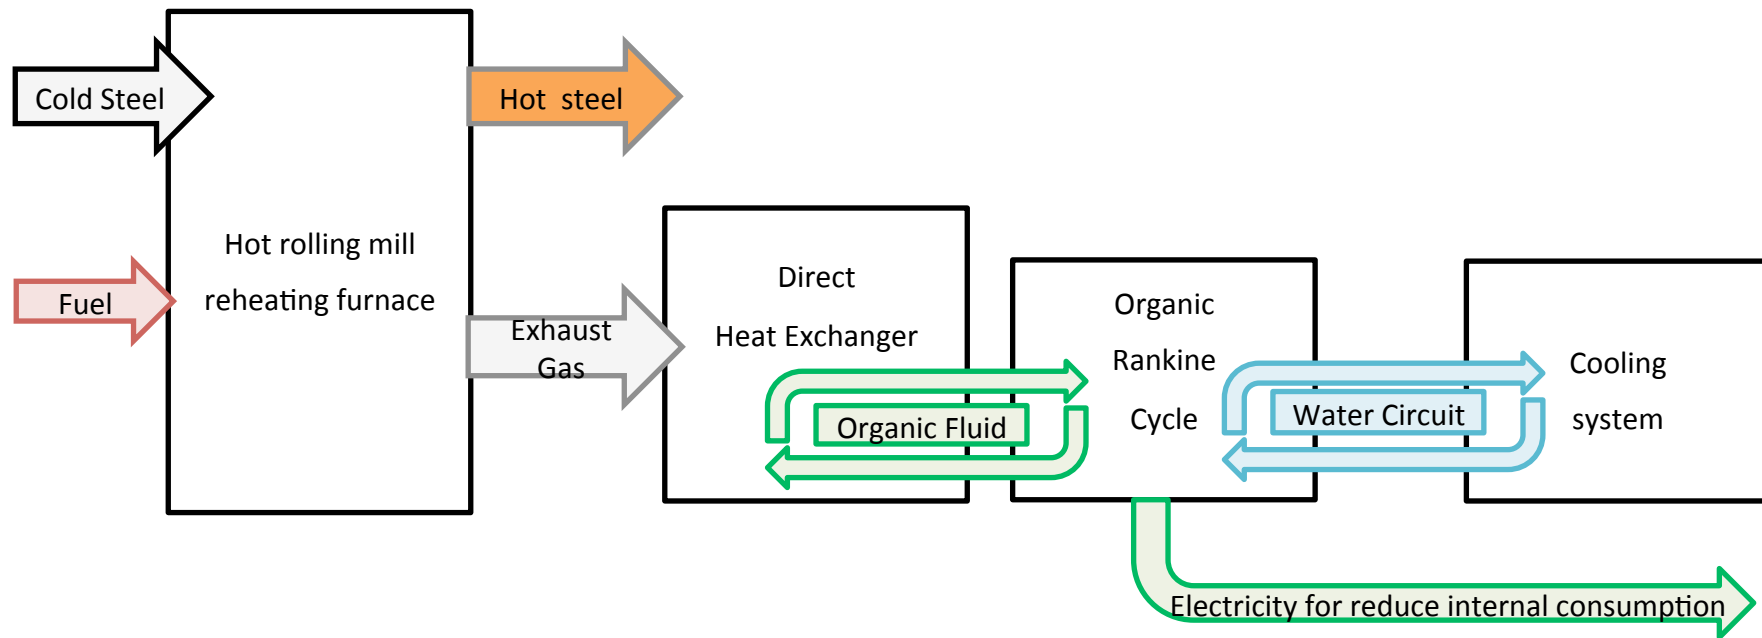 Cold Steel
Hot steel
Fuel
Hot rolling mill
reheating furnace
Exhaust
Gas
Direct
Heat Exchanger
Organic Fluid
Organic
Rankine
Cycle
Water Circuit
Cooling
system
Electricity for reduce internal consumption